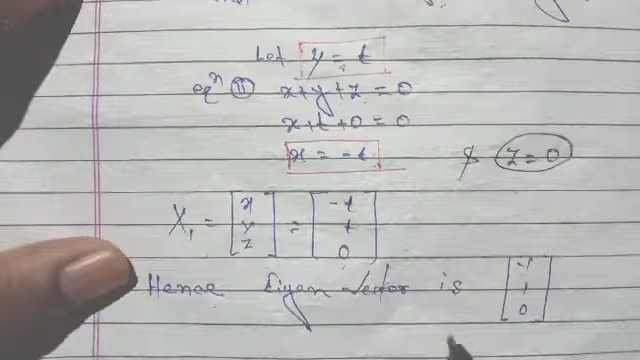 Let y = t
eqn (ii) x+y+z = 0
x+t+0 = 0
x = -t & z = 0
X₁ = [x y z] = [-t t 0]
Hence Eigen Vector is [-1 1 0]